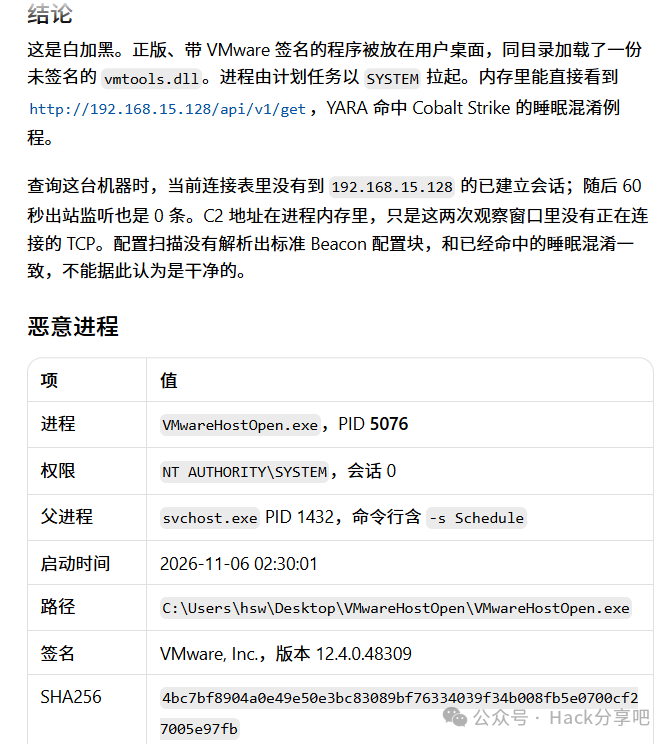 结论
这是白加黑。正版、带 VMware 签名的程序被放在用户桌面，同目录加载了一份
未签名的 vmtools.dll。进程由计划任务以 SYSTEM 拉起。内存里能直接看到
http://192.168.15.128/api/v1/get，YARA 命中 Cobalt Strike 的睡眠混淆例
程。
查询这台机器时，当前连接表里没有到 192.168.15.128 的已建立会话；随后 60
秒出站监听也是 0 条。C2 地址在进程内存里，只是这两次观察窗口里没有正在连
接的 TCP。配置扫描没有解析出标准 Beacon 配置块，和已经命中的睡眠混淆一
致，不能据此认为是干净的。
恶意进程
项 值
进程 VMwareHostOpen.exe，PID 5076
权限 NT AUTHORITY\SYSTEM，会话 0
父进程 svchost.exe PID 1432，命令行含 -s Schedule
启动时间 2026-11-06 02:30:01
路径 C:\Users\hsw\Desktop\VMwareHostOpen\VMwareHostOpen.exe
签名 VMware, Inc.，版本 12.4.0.48309
SHA256 4bc7bf8904a0e49e50e3bc83089bf76334039f34b008fb5e0700cf2
7005e97fb
公众号 · Hack分享吧